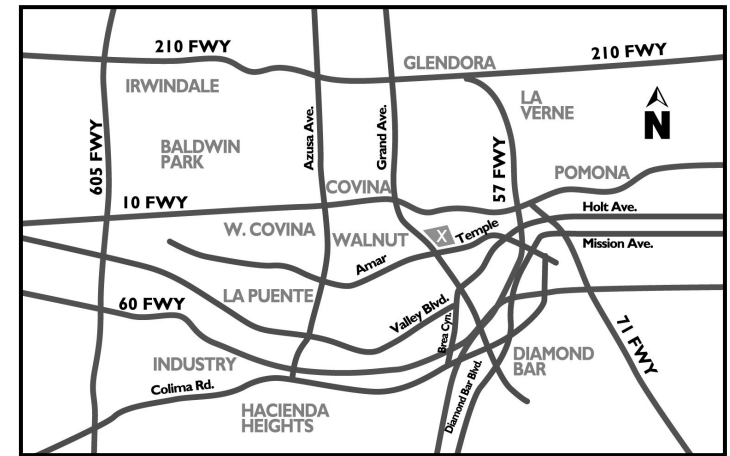 210 FWY
GLENDORA
210 FWY
IRWINDALE
LA
VERNE
N
605 FWY
BALDWIN
PARK
Azusa Ave.
Grand Ave.
57 FWY
POMONA
COVINA
10 FWY
Holt Ave.
W. COVINA
WALNUT
X
Temple
Mission Ave.
Amar
LA PUENTE
60 FWY
Valley Blvd.
Brea Cyn.
71 FWY
INDUSTRY
DIAMOND
BAR
Colima Rd.
Diamond Bar Blvd.
HACIENDA
HEIGHTS